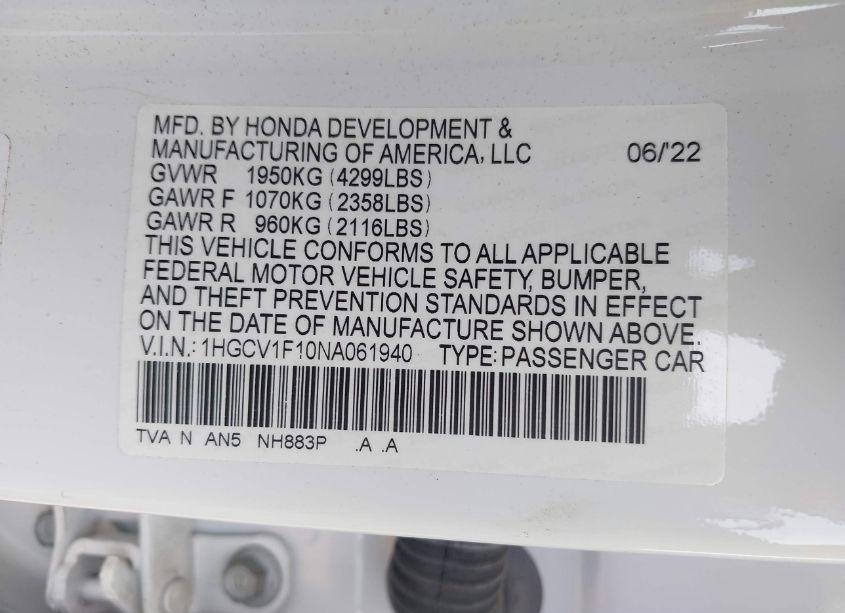 MFD. BY HONDA DEVELOPMENT &
MANUFACTURING OF AMERICA, LLC 06/'22
GVWR 1950KG (4299LBS)
GAWR F 1070KG (2358LBS)
GAWR R 960KG (2116LBS)
THIS VEHICLE CONFORMS TO ALL APPLICABLE
FEDERAL MOTOR VEHICLE SAFETY, BUMPER,
AND THEFT PREVENTION STANDARDS IN EFFECT
ON THE DATE OF MANUFACTURE SHOWN ABOVE.
V.I.N.: 1HGCV1F10NA061940 TYPE: PASSENGER CAR
TVA N AN5 NH883P .A .A